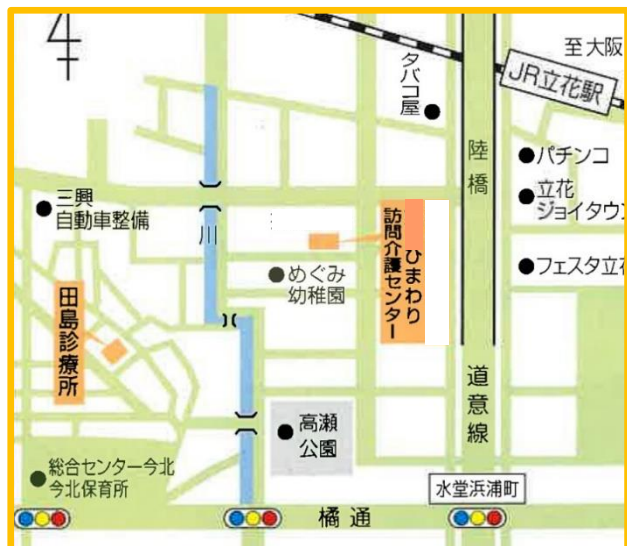 至大阪
JR立花駅
タバコ屋
陸橋
パチンコ
立花
ジョイタウン
三興
自動車整備
川
ひまわり
訪問介護センター
フェスタ立花
めぐみ
幼稚園
田島診療所
道意線
高瀬
公園
総合センター今北
今北保育所
水堂浜浦町
橘通